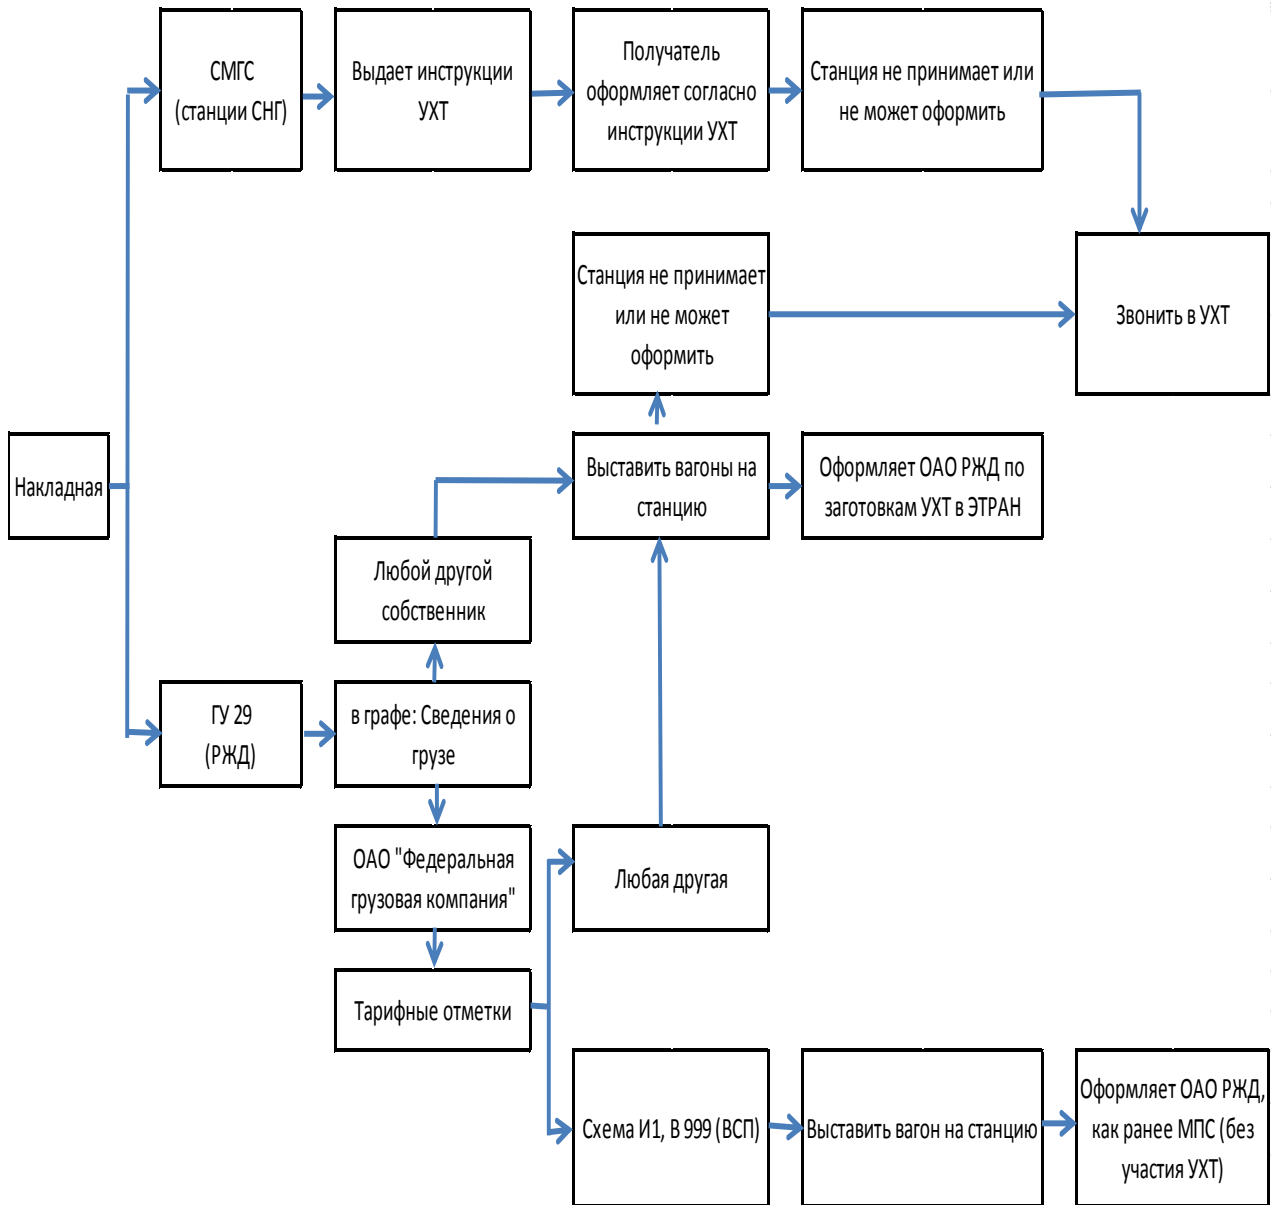 СМГС
(станции СНГ)
Выдает инструкции
УХТ
Получатель
оформляет согласно
инструкции УХТ
Станция не принимает или
не может оформить
Станция не принимает
или не может
оформить
Звонить в УХТ
Накладная
Выставить вагоны на
станцию
Оформляет ОАО РЖД по
заготовкам УХТ в ЭТРАН
Любой другой
собственник
ГУ 29
(РЖД)
в графе: Сведения о
грузе
ОАО "Федеральная
грузовая компания"
Любая другая
Тарифные отметки
Схема И1, В 999 (ВСП)
Выставить вагон на станцию
Оформляет ОАО РЖД,
как ранее МПС (без
участия УХТ)